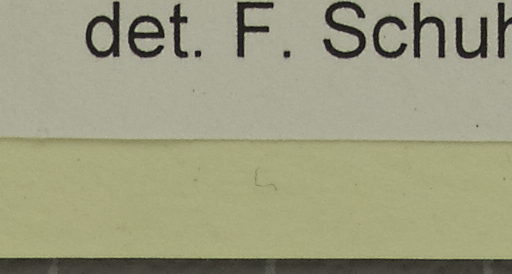 det. F. Schuh